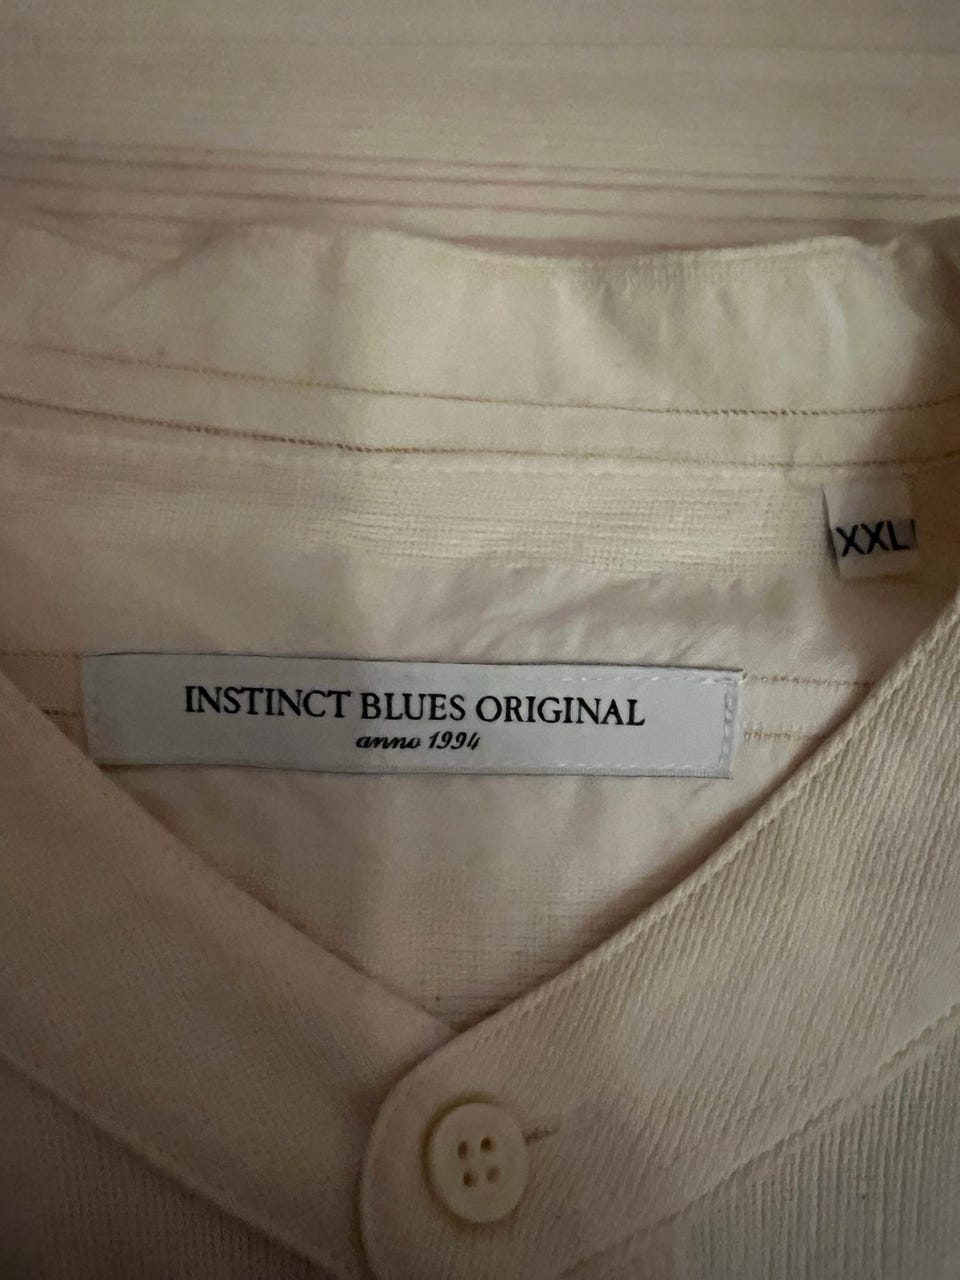 XXL
INSTINCT BLUES ORIGINAL
anno 1994